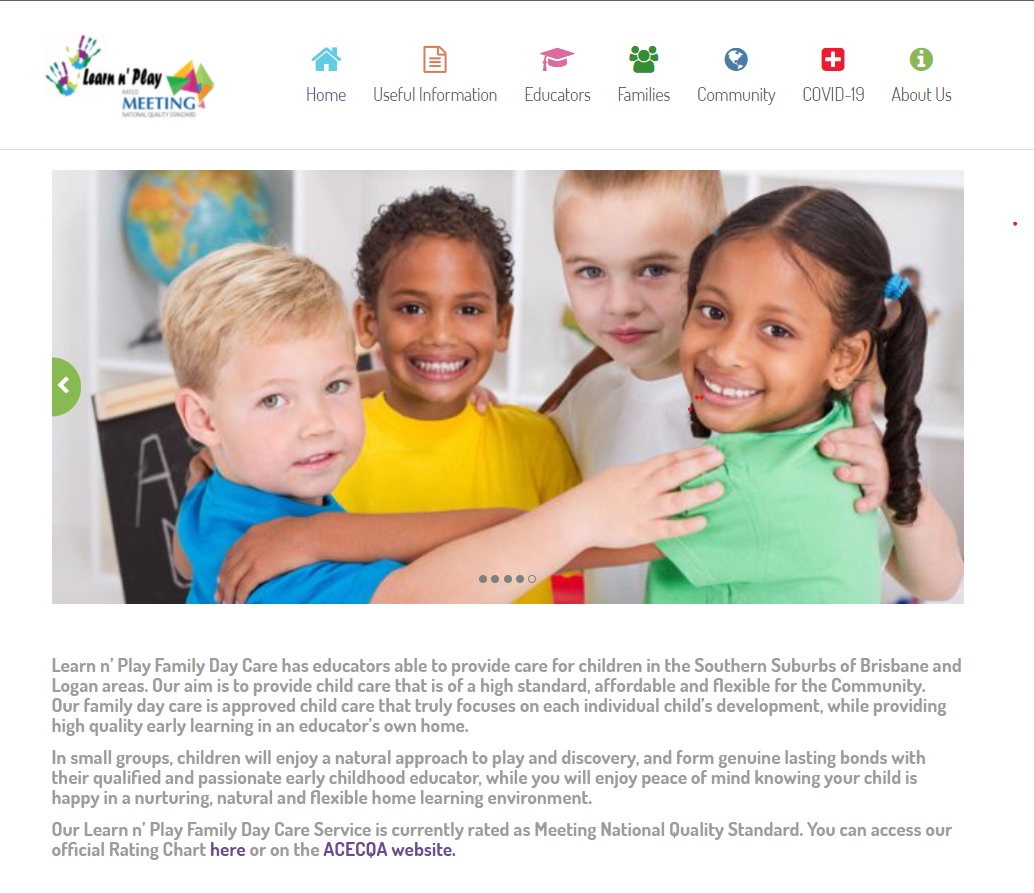 Learn n' Play
RATED
MEETING
NATIONAL QUALITY STANDARD
Home
Useful Information
Educators
Families
Community
COVID-19
About Us
A
Learn n’ Play Family Day Care has educators able to provide care for children in the Southern Suburbs of Brisbane and
Logan areas. Our aim is to provide child care that is of a high standard, affordable and flexible for the Community.
Our family day care is approved child care that truly focuses on each individual child’s development, while providing
high quality early learning in an educator’s own home.
In small groups, children will enjoy a natural approach to play and discovery, and form genuine lasting bonds with
their qualified and passionate early childhood educator, while you will enjoy peace of mind knowing your child is
happy in a nurturing, natural and flexible home learning environment.
Our Learn n’ Play Family Day Care Service is currently rated as Meeting National Quality Standard. You can access our
official Rating Chart here or on the ACECQA website.